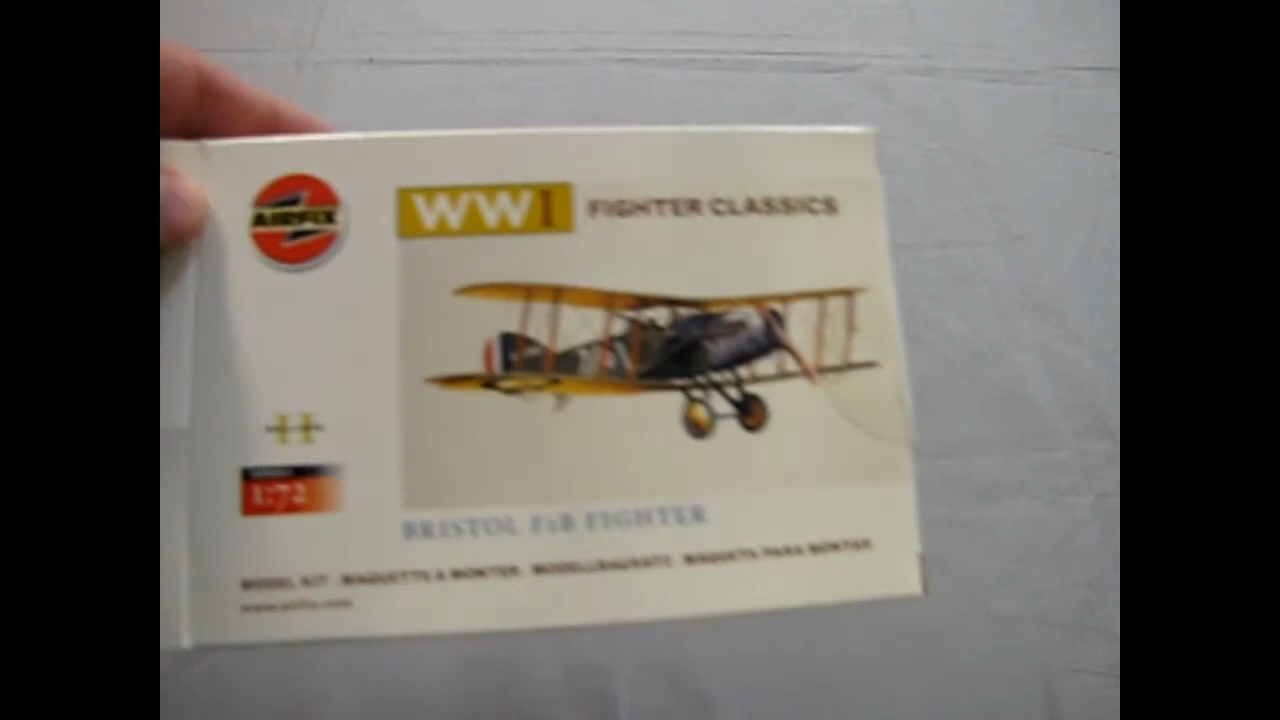 AIRFIX
WW1 FIGHTER CLASSICS
1:72
BRISTOL F2B FIGHTER
MODEL KIT . MAQUETTE A MONTER . MODELLBAUSATZ . MAQUETA PARA MONTAR
www.airfix.com